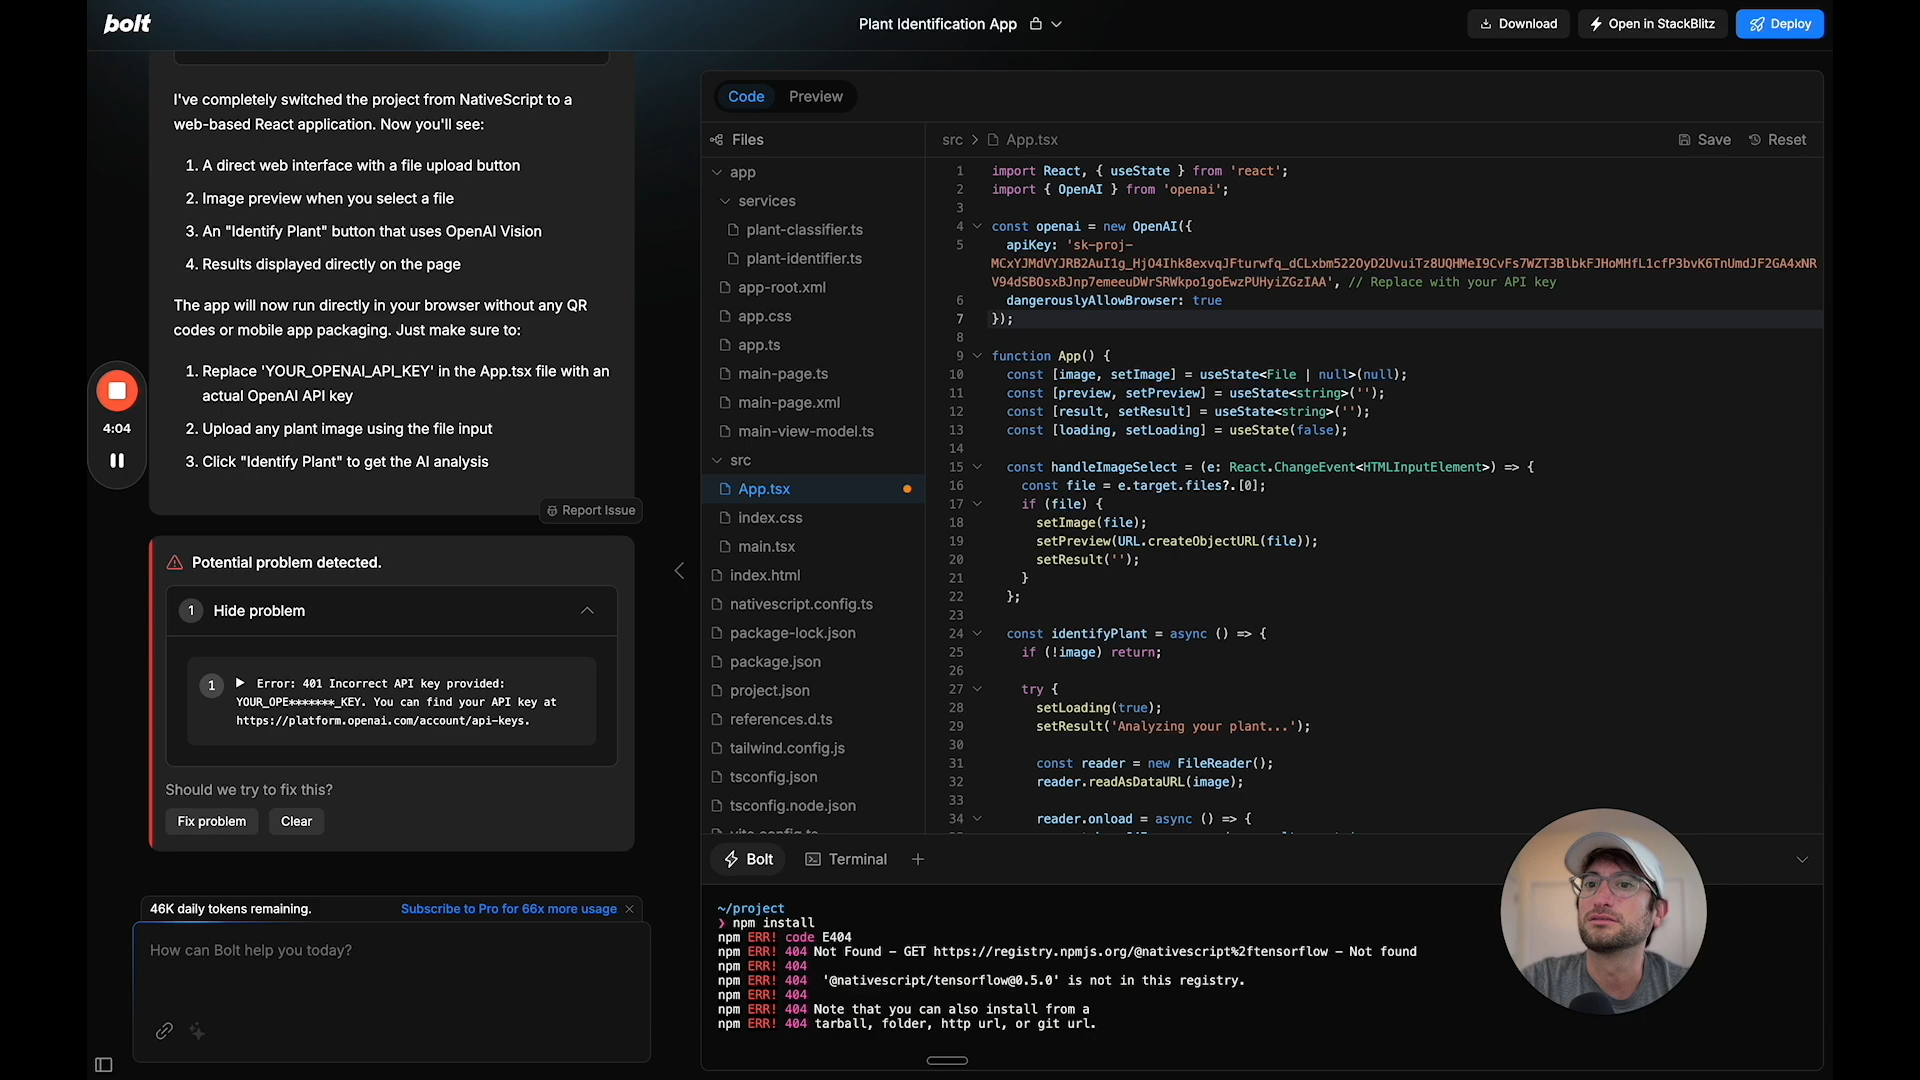 bolt
Plant Identification App
Download
Open in StackBlitz
Deploy
I've completely switched the project from NativeScript to a
web-based React application. Now you'll see:
1. A direct web interface with a file upload button
2. Image preview when you select a file
3. An "Identify Plant" button that uses OpenAI Vision
4. Results displayed directly on the page
The app will now run directly in your browser without any QR
codes or mobile app packaging. Just make sure to:
1. Replace 'YOUR_OPENAI_API_KEY' in the App.tsx file with an
actual OpenAI API key
2. Upload any plant image using the file input
3. Click "Identify Plant" to get the AI analysis
Report Issue
4:04
Potential problem detected.
1 Hide problem
1 Error: 401 Incorrect API key provided:
YOUR_OPE*******_KEY. You can find your API key at
https://platform.openai.com/account/api-keys.
Should we try to fix this?
Fix problem
Clear
46K daily tokens remaining.
Subscribe to Pro for 66x more usage
How can Bolt help you today?
Code
Preview
Files
app
services
plant-classifier.ts
plant-identifier.ts
app-root.xml
app.css
app.ts
main-page.ts
main-page.xml
main-view-model.ts
src
App.tsx
index.css
main.tsx
index.html
nativescript.config.ts
package-lock.json
package.json
project.json
references.d.ts
tailwind.config.js
tsconfig.json
tsconfig.node.json
src > App.tsx
Save
Reset
1 import React, { useState } from 'react';
2 import { OpenAI } from 'openai';
3
4 const openai = new OpenAI({
5 apiKey: 'sk-proj-
// Replace with your API key
6 dangerouslyAllowBrowser: true
7 });
8
9 function App() {
10 const [image, setImage] = useState<File | null>(null);
11 const [preview, setPreview] = useState<string>('');
12 const [result, setResult] = useState<string>('');
13 const [loading, setLoading] = useState(false);
14
15 const handleImageSelect = (e: React.ChangeEvent<HTMLInputElement>) => {
16 const file = e.target.files?.[0];
17 if (file) {
18 setImage(file);
19 setPreview(URL.createObjectURL(file));
20 setResult('');
21 }
22 };
23
24 const identifyPlant = async () => {
25 if (!image) return;
26
27 try {
28 setLoading(true);
29 setResult('Analyzing your plant...');
30
31 const reader = new FileReader();
32 reader.readAsDataURL(image);
33
34 reader.onload = async () => {
Bolt
Terminal
~/project
❯ npm install
npm ERR! code E404
npm ERR! 404 Not Found - GET https://registry.npmjs.org/@nativescript%2ftensorflow - Not found
npm ERR! 404
npm ERR! 404 '@nativescript/tensorflow@0.5.0' is not in this registry.
npm ERR! 404
npm ERR! 404 Note that you can also install from a
npm ERR! 404 tarball, folder, http url, or git url.